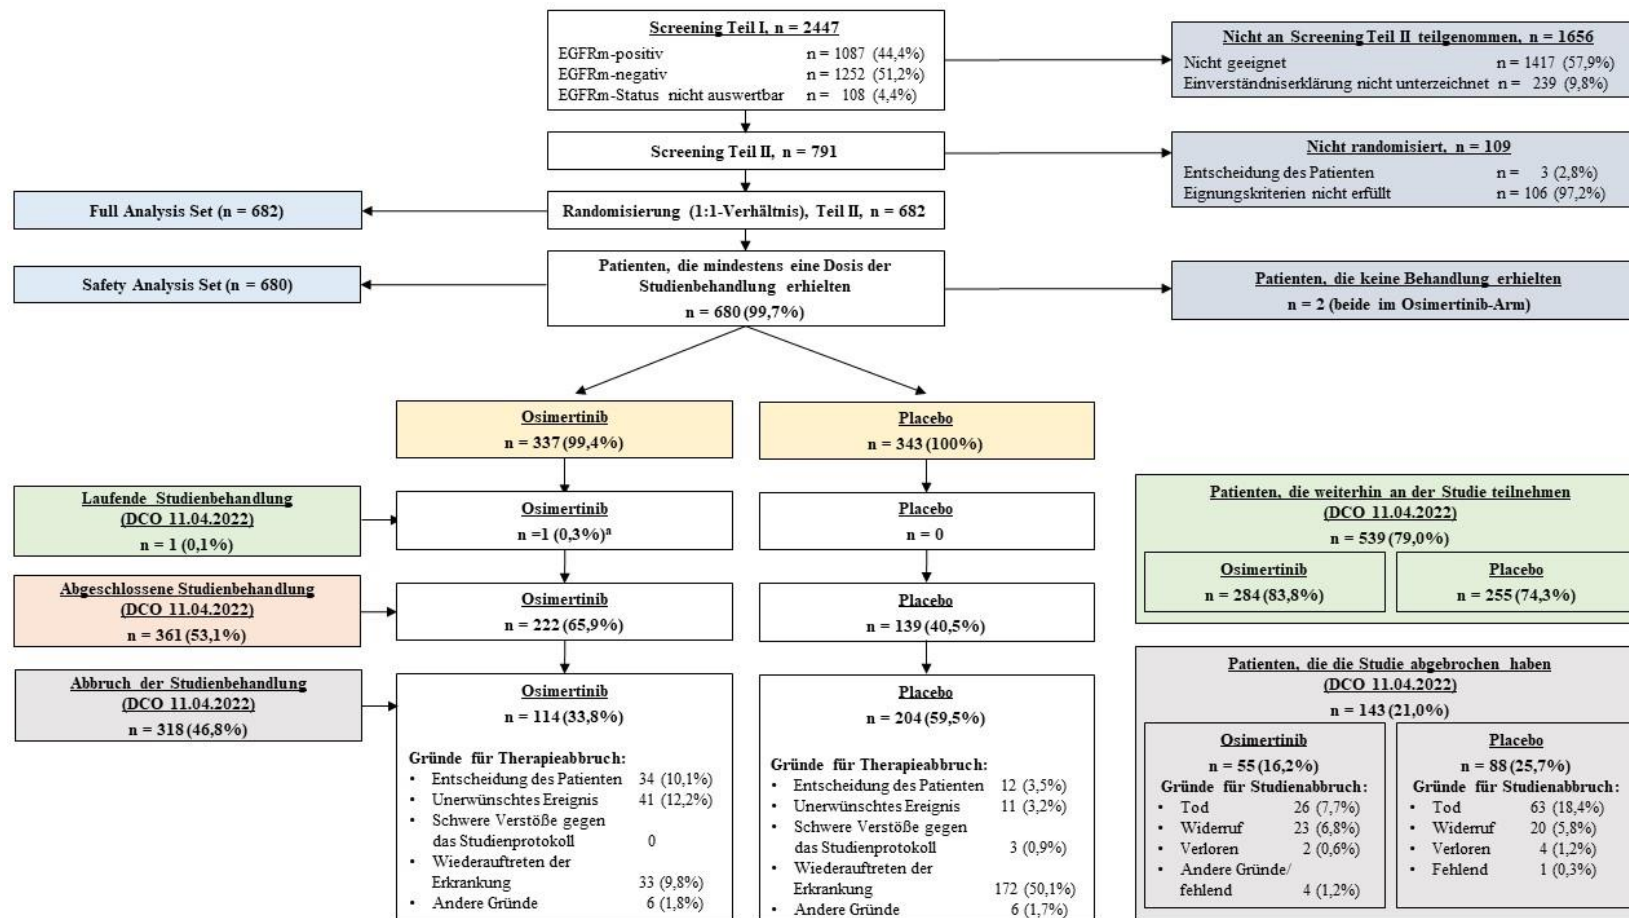 Screening Teil I, n = 2447
EGFRm-positiv n = 1087 (44,4%)
EGFRm-negativ n = 1252 (51,2%)
EGFRm-Status nicht auswertbar n = 108 (4,4%)
Nicht an Screening Teil II teilgenommen, n = 1656
Nicht geeignet n = 1417 (57,9%)
Einverständniserklärung nicht unterzeichnet n = 239 (9,8%)
Screening Teil II, n = 791
Nicht randomisiert, n = 109
Entscheidung des Patienten n = 3 (2,8%)
Eignungskriterien nicht erfüllt n = 106 (97,2%)
Full Analysis Set (n = 682)
Randomisierung (1:1-Verhältnis), Teil II, n = 682
Safety Analysis Set (n = 680)
Patienten, die mindestens eine Dosis der
Studienbehandlung erhielten
n = 680 (99,7%)
Patienten, die keine Behandlung erhielten
n = 2 (beide im Osimertinib-Arm)
Osimertinib
n = 337 (99,4%)
Placebo
n = 343 (100%)
Laufende Studienbehandlung
(DCO 11.04.2022)
n = 1 (0,1%)
Osimertinib
n =1 (0,3%)ª
Placebo
n = 0
Abgeschlossene Studienbehandlung
(DCO 11.04.2022)
n = 361 (53,1%)
Osimertinib
n = 222 (65,9%)
Placebo
n = 139 (40,5%)
Abbruch der Studienbehandlung
(DCO 11.04.2022)
n = 318 (46,8%)
Osimertinib
n = 114 (33,8%)
Gründe für Therapieabbruch:
• Entscheidung des Patienten 34 (10,1%)
• Unerwünschtes Ereignis 41 (12,2%)
• Schwere Verstöße gegen
das Studienprotokoll 0
• Wiederauftreten der
Erkrankung 33 (9,8%)
• Andere Gründe 6 (1,8%)
Placebo
n = 204 (59,5%)
Gründe für Therapieabbruch:
• Entscheidung des Patienten 12 (3,5%)
• Unerwünschtes Ereignis 11 (3,2%)
• Schwere Verstöße gegen
das Studienprotokoll 3 (0,9%)
• Wiederauftreten der
Erkrankung 172 (50,1%)
• Andere Gründe 6 (1,7%)
Patienten, die weiterhin an der Studie teilnehmen
(DCO 11.04.2022)
n = 539 (79,0%)
Osimertinib
n = 284 (83,8%)
Placebo
n = 255 (74,3%)
Patienten, die die Studie abgebrochen haben
(DCO 11.04.2022)
n = 143 (21,0%)
Osimertinib
n = 55 (16,2%)
Gründe für Studienabbruch:
• Tod 26 (7,7%)
• Widerruf 23 (6,8%)
• Verloren 2 (0,6%)
• Andere Gründe/
fehlend 4 (1,2%)
Placebo
n = 88 (25,7%)
Gründe für Studienabbruch:
• Tod 63 (18,4%)
• Widerruf 20 (5,8%)
• Verloren 4 (1,2%)
• Fehlend 1 (0,3%)